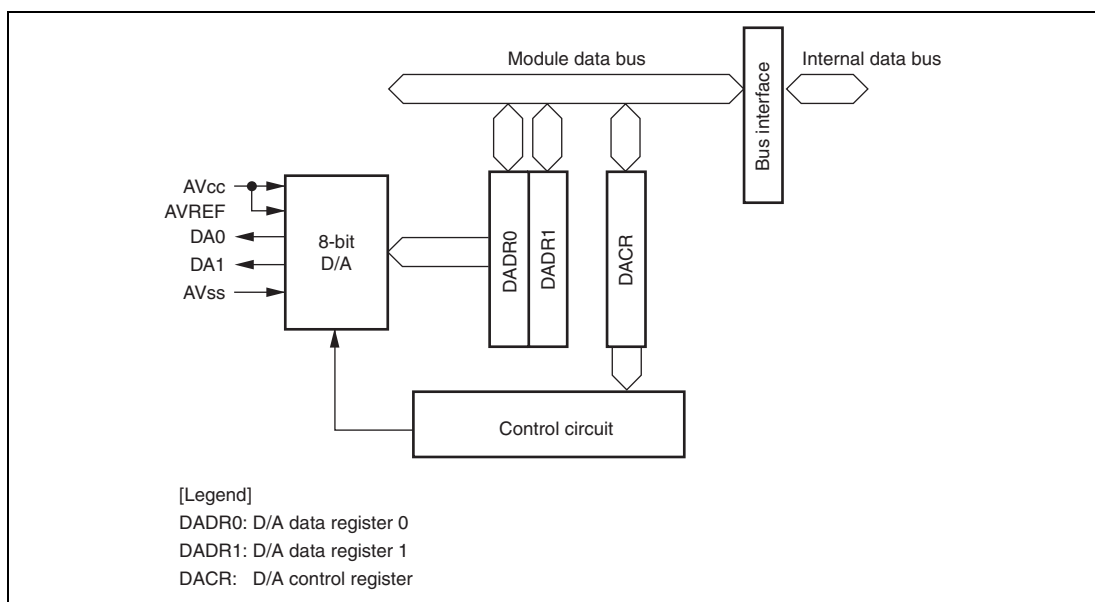 Module data bus
Internal data bus
Bus interface
AVcc
AVREF
DA0
DA1
AVss
8-bit
D/A
DADR0
DADR1
DACR
Control circuit
[Legend]
DADR0: D/A data register 0
DADR1: D/A data register 1
DACR: D/A control register